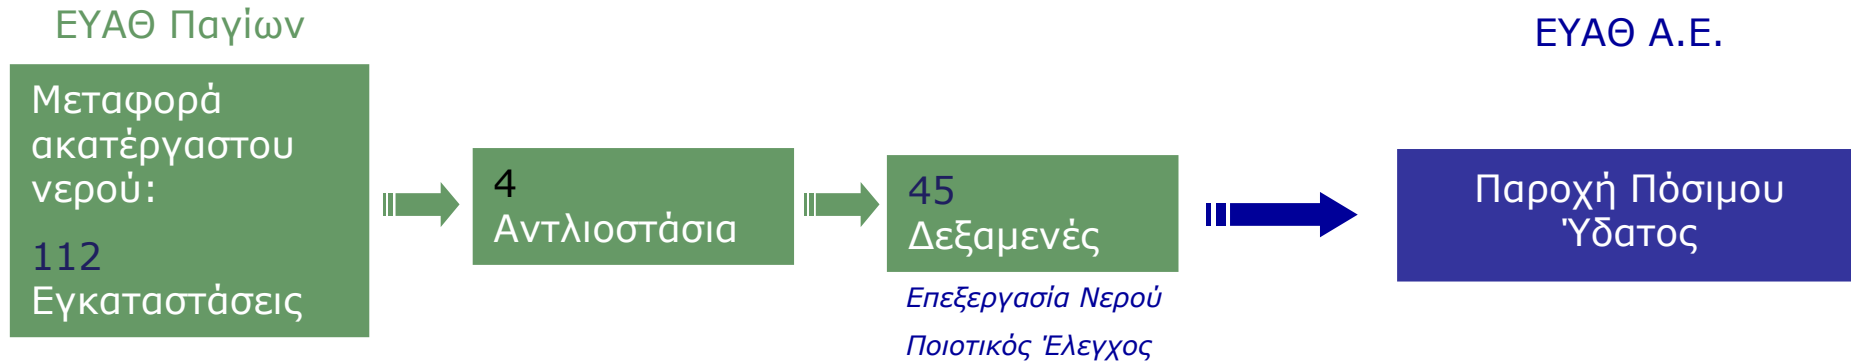 ΕΥΑΘ Παγίων
ΕΥΑΘ Α.Ε.
Μεταφορά
ακατέργαστου
νερού:
112
Εγκαταστάσεις
4
Αντλιοστάσια
45
Δεξαμενές
Επεξεργασία Νερού
Ποιοτικός Έλεγχος
Παροχή Πόσιμου
Ύδατος